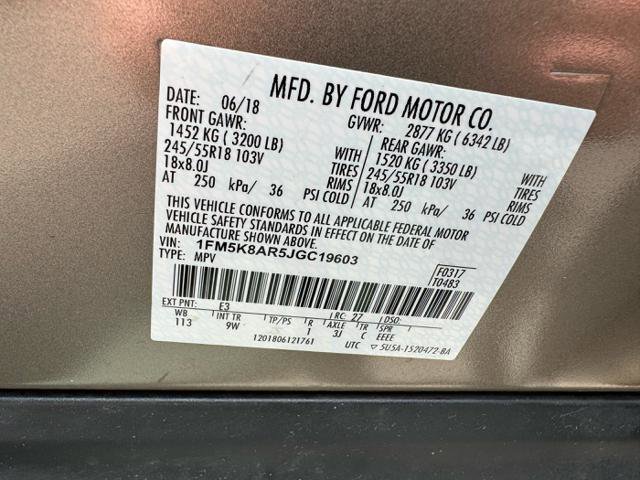 MFD. BY FORD MOTOR CO.
DATE: 06/18 GVWR: 2877 KG ( 6342 LB)
FRONT GAWR: REAR GAWR:
1452 KG ( 3200 LB) WITH 1520 KG ( 3350 LB) WITH
245/55R18 103V TIRES 245/55R18 103V TIRES
18x8.0J RIMS 18x8.0J RIMS
AT 250 kPa/ 36 PSI COLD AT 250 kPa/ 36 PSI COLD
THIS VEHICLE CONFORMS TO ALL APPLICABLE FEDERAL MOTOR
VEHICLE SAFETY STANDARDS IN EFFECT ON THE DATE OF
MANUFACTURE SHOWN ABOVE.
VIN: 1FM5K8AR5JGC19603
TYPE: MPV
F0317
T0483
EXT PNT: E3 RC: 27 DSO:
WB INT TR TP/PS R AXLE TR SPR
113 9W 1 3J C EEEE
1201806121761 UTC ▽ 5U5A-1520472-BA